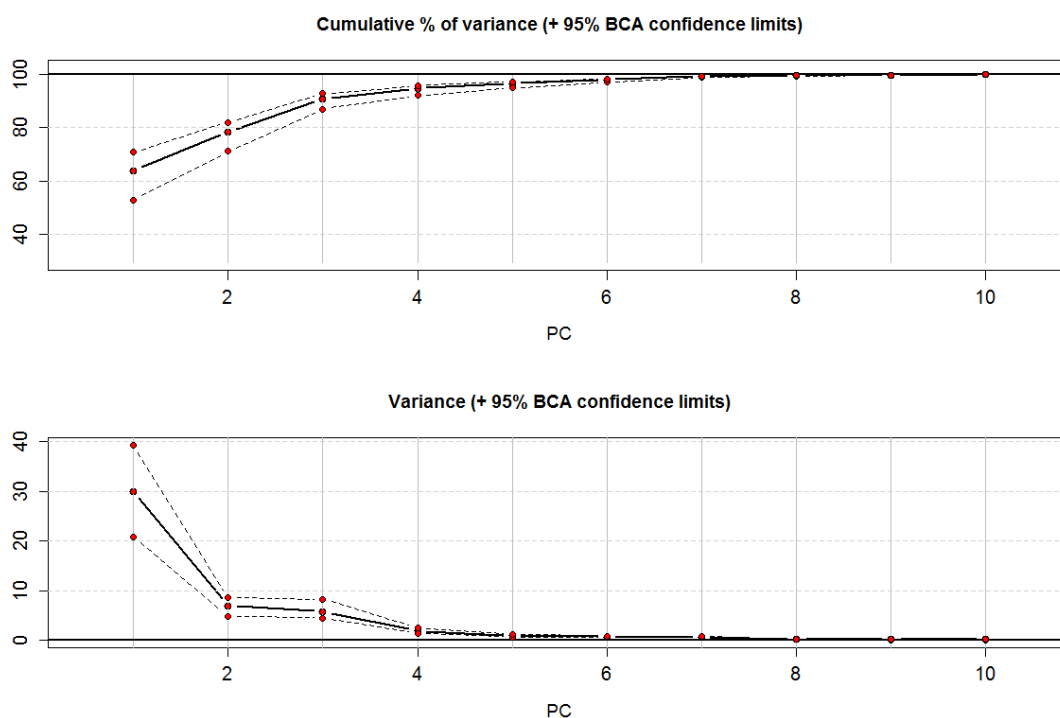 Cumulative % of variance (+ 95% BCA confidence limits)
100
80
60
40
2 4 6 8 10
PC
Variance (+ 95% BCA confidence limits)
40
30
20
10
0
2 4 6 8 10
PC